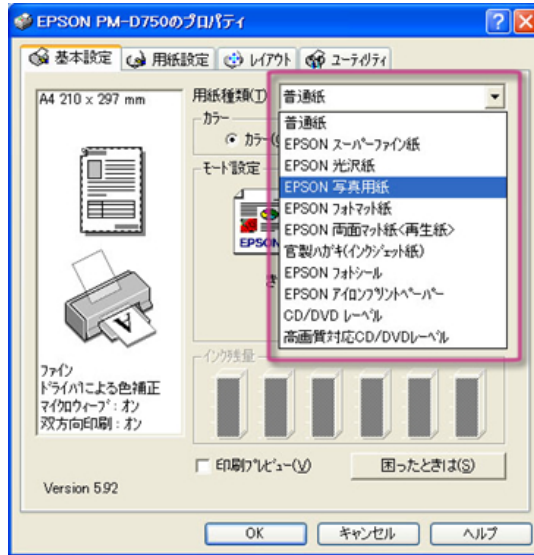 EPSON PM-D750のプロパティ
基本設定 用紙設定 レイアウト ユーティリティ
A4 210 x 297 mm
用紙種類(T) 普通紙
普通紙
EPSON スーパーファイン紙
EPSON 光沢紙
EPSON 写真用紙
EPSON フォトマット紙
EPSON 両面マット紙<再生紙>
官製ハガキ(インクジェット紙)
EPSON フォトシール
EPSON アイロンプリントペーパー
CD/DVD レーベル
高画質対応CD/DVDレーベル
カラー
カラー(
モード設定
EPSON
き
ファイン
ドライバによる色補正
マイクロウィーブ:オン
双方向印刷:オン
インク残量
印刷プレビュー(V) 困ったときは(S)
Version 5.92
OK キャンセル ヘルプ